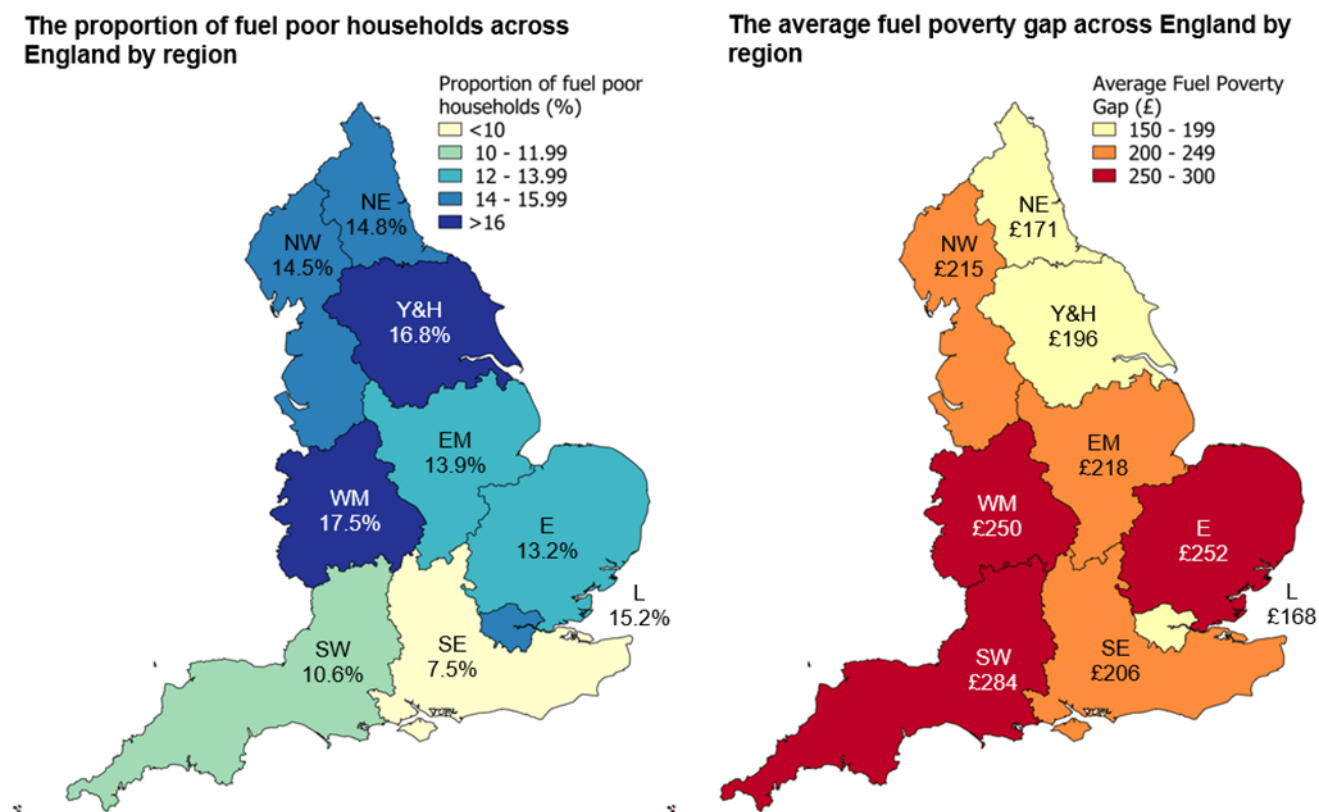 The proportion of fuel poor households across
England by region
Proportion of fuel poor
households (%)
<10
10 - 11.99
12 - 13.99
14 - 15.99
>16
NE
14.8%
NW
14.5%
Y&H
16.8%
EM
13.9%
WM
17.5%
E
13.2%
L
15.2%
SW
10.6%
SE
7.5%
The average fuel poverty gap across England by
region
Average Fuel Poverty
Gap (£)
150 - 199
200 - 249
250 - 300
NE
£171
NW
£215
Y&H
£196
EM
£218
WM
£250
E
£252
L
£168
SW
£284
SE
£206